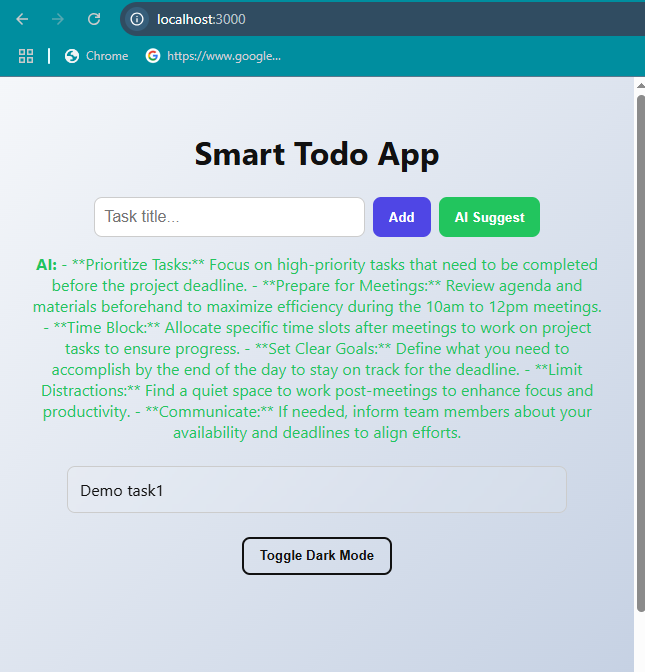 localhost:3000
Chrome
https://www.google...
Smart Todo App
Task title...
Add
AI Suggest
AI: - **Prioritize Tasks:** Focus on high-priority tasks that need to be completed
before the project deadline. - **Prepare for Meetings:** Review agenda and
materials beforehand to maximize efficiency during the 10am to 12pm meetings.
- **Time Block:** Allocate specific time slots after meetings to work on project
tasks to ensure progress. - **Set Clear Goals:** Define what you need to
accomplish by the end of the day to stay on track for the deadline. - **Limit
Distractions:** Find a quiet space to work post-meetings to enhance focus and
productivity. - **Communicate:** If needed, inform team members about your
availability and deadlines to align efforts.
Demo task1
Toggle Dark Mode